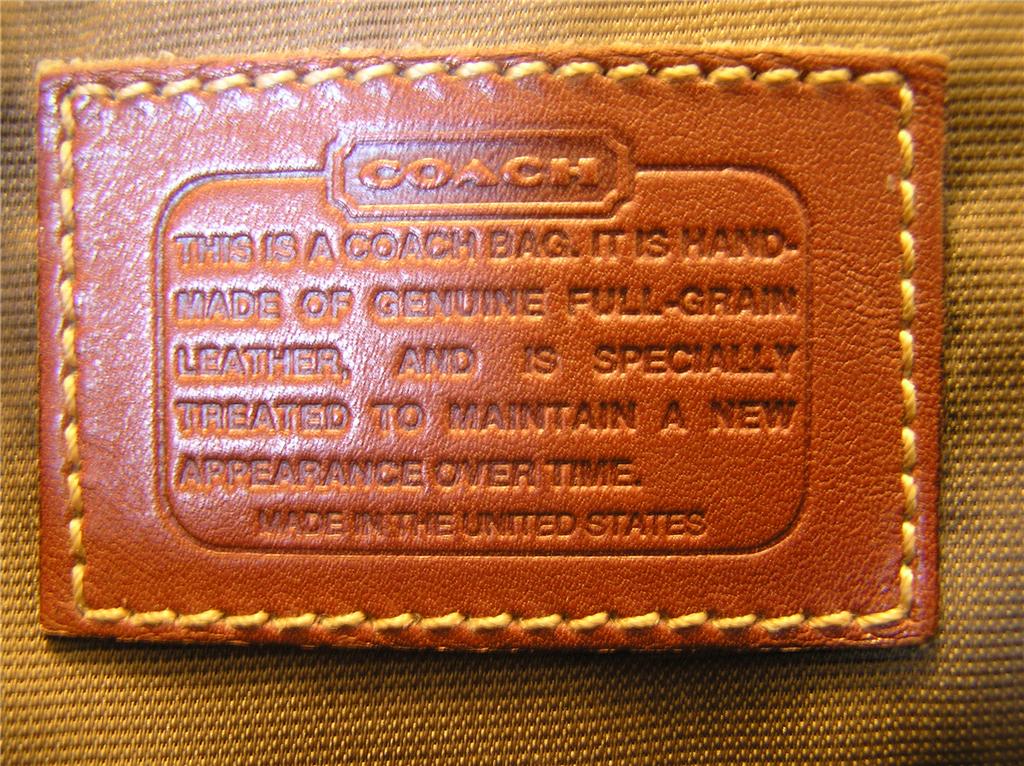 COACH
THIS IS A COACH BAG. IT IS HAND-
MADE OF GENUINE FULL-GRAIN
LEATHER, AND IS SPECIALLY
TREATED TO MAINTAIN A NEW
APPEARANCE OVER TIME.
MADE IN THE UNITED STATES